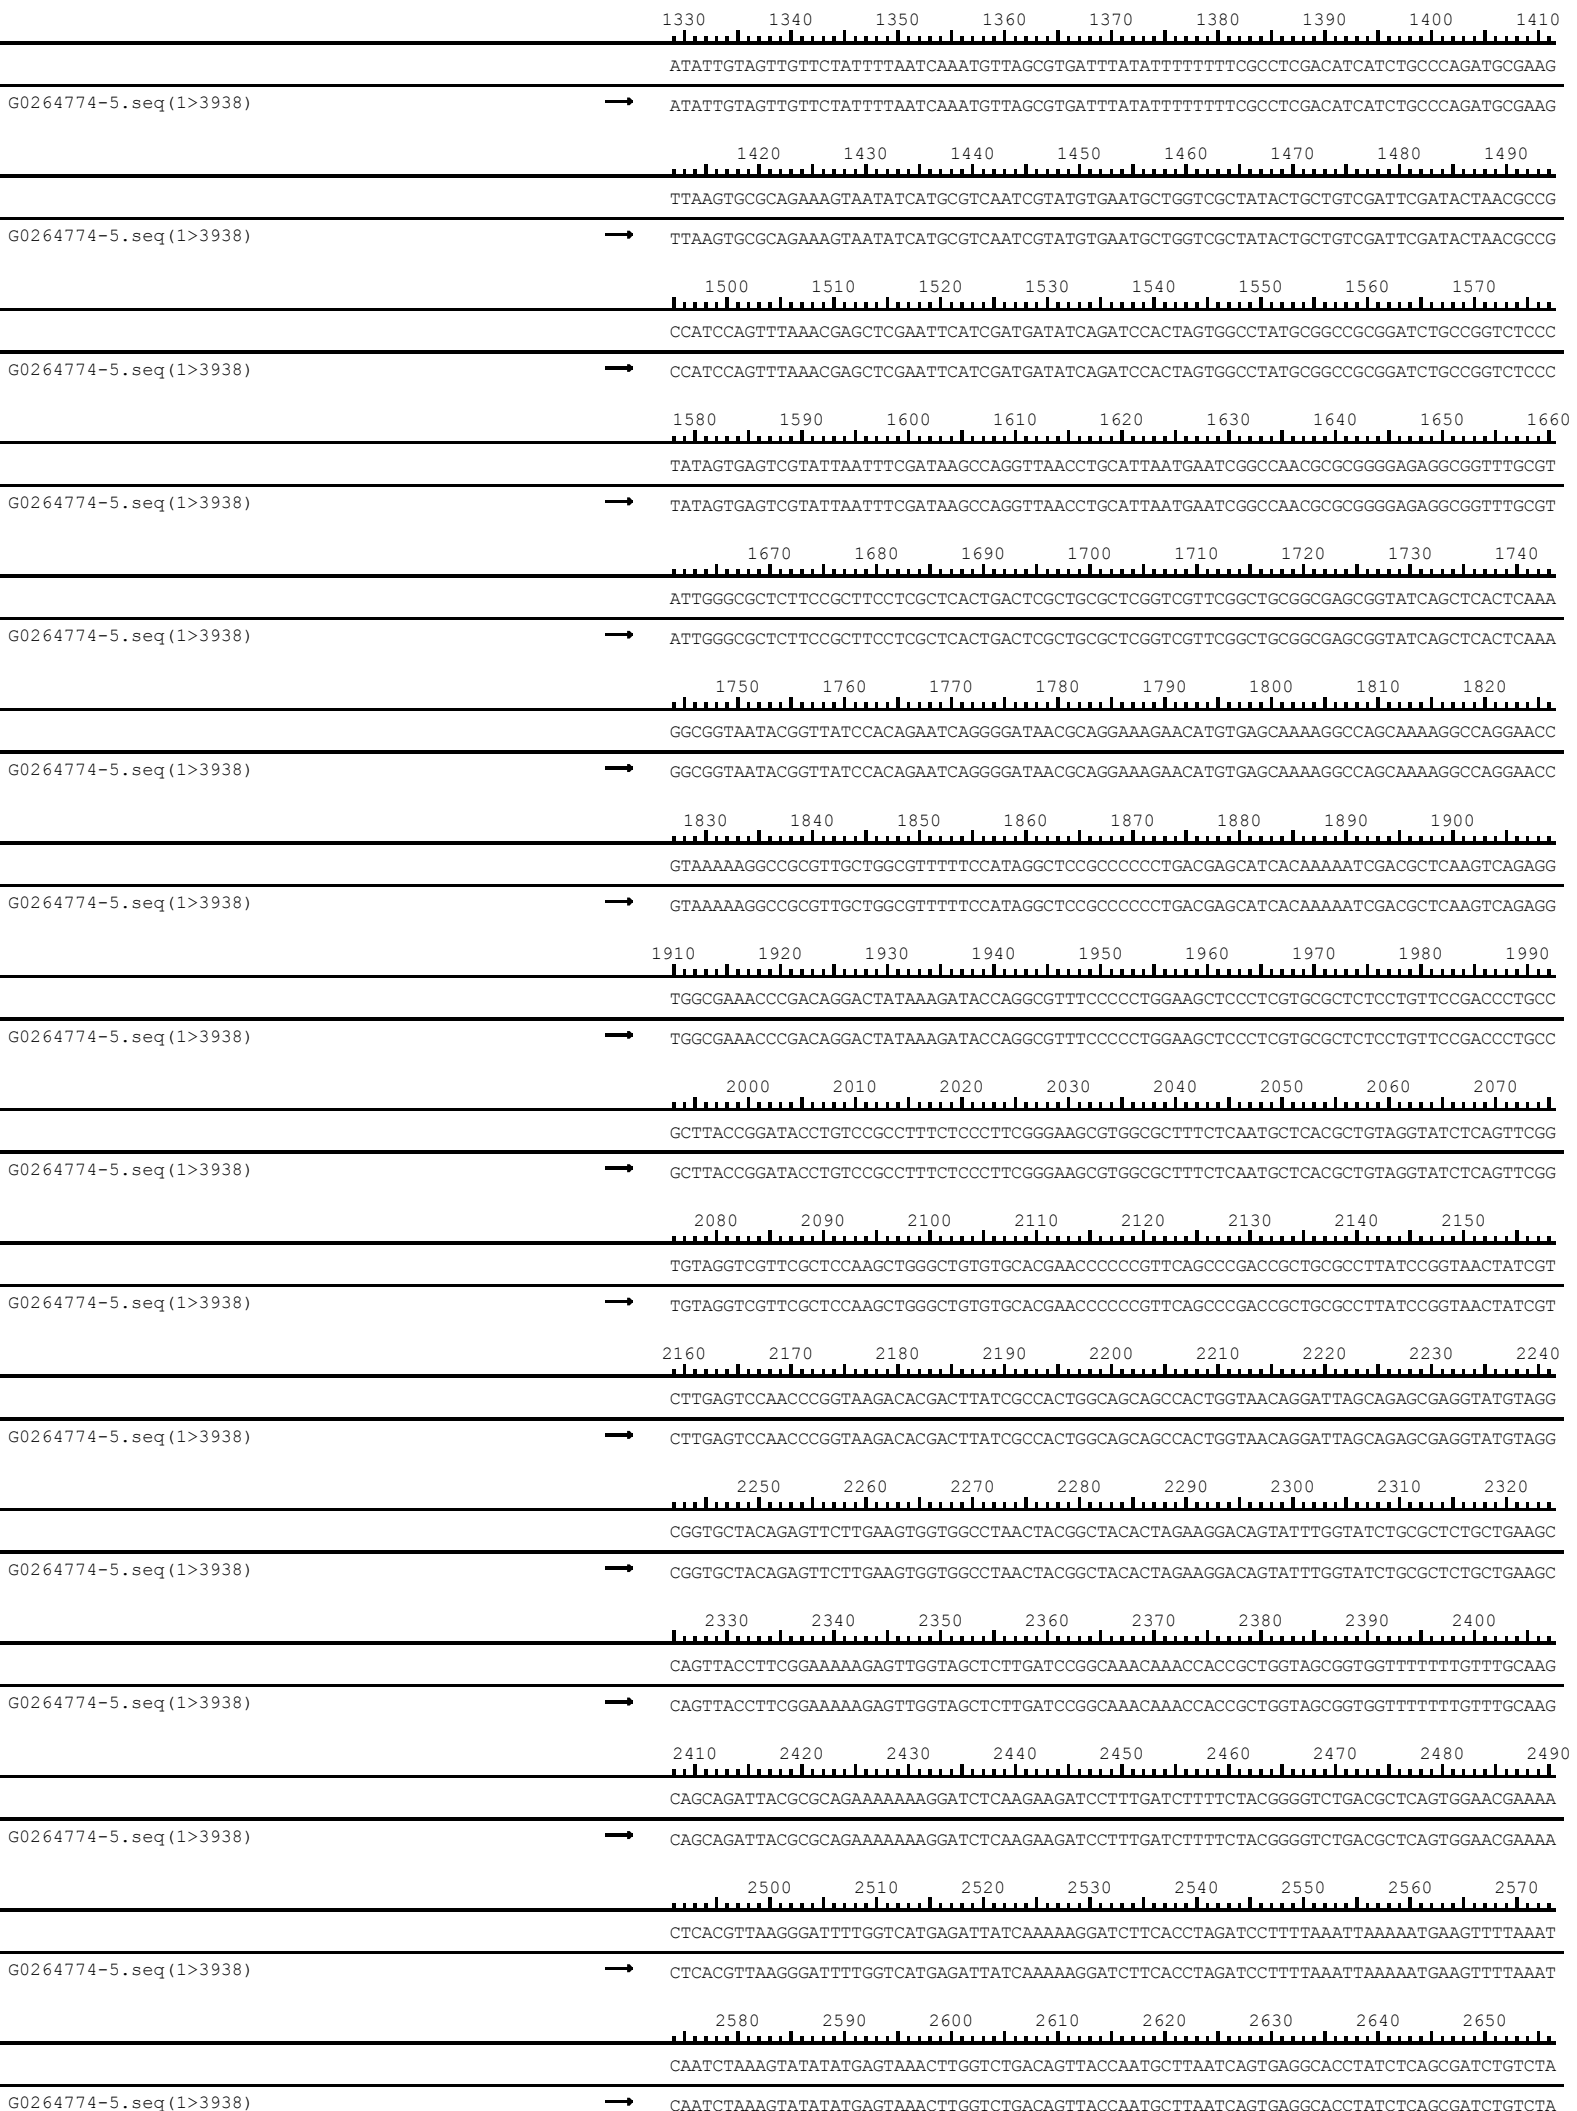 1330 1340 1350 1360 1370 1380 1390 1400 1410
ATATTGTAGTTGTTCTATTTTAATCAAATGTTAGCGTGATTTATATTTTTTTTCGCCTCGACATCATCTGCCCAGATGCGAAG
G0264774-5.seq(1>3938) → ATATTGTAGTTGTTCTATTTTAATCAAATGTTAGCGTGATTTATATTTTTTTTCGCCTCGACATCATCTGCCCAGATGCGAAG
1420 1430 1440 1450 1460 1470 1480 1490
TTAAGTGCGCAGAAAGTAATATCATGCGTCAATCGTATGTGAATGCTGGTCGCTATACTGCTGTCGATTCGATACTAACGCCG
G0264774-5.seq(1>3938) → TTAAGTGCGCAGAAAGTAATATCATGCGTCAATCGTATGTGAATGCTGGTCGCTATACTGCTGTCGATTCGATACTAACGCCG
1500 1510 1520 1530 1540 1550 1560 1570
CCATCCAGTTTAAACGAGCTCGAATTCATCGATGATATCAGATCCACTAGTGGCCTATGCGGCCGCGGATCTGCCGGTCTCCC
G0264774-5.seq(1>3938) → CCATCCAGTTTAAACGAGCTCGAATTCATCGATGATATCAGATCCACTAGTGGCCTATGCGGCCGCGGATCTGCCGGTCTCCC
1580 1590 1600 1610 1620 1630 1640 1650 1660
TATAGTGAGTCGTATTAATTTCGATAAGCCAGGTTAACCTGCATTAATGAATCGGCCAACGCGCGGGGAGAGGCGGTTTGCGT
G0264774-5.seq(1>3938) → TATAGTGAGTCGTATTAATTTCGATAAGCCAGGTTAACCTGCATTAATGAATCGGCCAACGCGCGGGGAGAGGCGGTTTGCGT
1670 1680 1690 1700 1710 1720 1730 1740
ATTGGGCGCTCTTCCGCTTCCTCGCTCACTGACTCGCTGCGCTCGGTCGTTCGGCTGCGGCGAGCGGTATCAGCTCACTCAAA
G0264774-5.seq(1>3938) → ATTGGGCGCTCTTCCGCTTCCTCGCTCACTGACTCGCTGCGCTCGGTCGTTCGGCTGCGGCGAGCGGTATCAGCTCACTCAAA
1750 1760 1770 1780 1790 1800 1810 1820
GGCGGTAATACGGTTATCCACAGAATCAGGGGATAACGCAGGAAAGAACATGTGAGCAAAAGGCCAGCAAAAGGCCAGGAACC
G0264774-5.seq(1>3938) → GGCGGTAATACGGTTATCCACAGAATCAGGGGATAACGCAGGAAAGAACATGTGAGCAAAAGGCCAGCAAAAGGCCAGGAACC
1830 1840 1850 1860 1870 1880 1890 1900
GTAAAAAGGCCGCGTTGCTGGCGTTTTTCCATAGGCTCCGCCCCCCTGACGAGCATCACAAAAATCGACGCTCAAGTCAGAGG
G0264774-5.seq(1>3938) → GTAAAAAGGCCGCGTTGCTGGCGTTTTTCCATAGGCTCCGCCCCCCTGACGAGCATCACAAAAATCGACGCTCAAGTCAGAGG
1910 1920 1930 1940 1950 1960 1970 1980 1990
TGGCGAAACCCGACAGGACTATAAAGATACCAGGCGTTTCCCCCTGGAAGCTCCCTCGTGCGCTCTCCTGTTCCGACCCTGCC
G0264774-5.seq(1>3938) → TGGCGAAACCCGACAGGACTATAAAGATACCAGGCGTTTCCCCCTGGAAGCTCCCTCGTGCGCTCTCCTGTTCCGACCCTGCC
2000 2010 2020 2030 2040 2050 2060 2070
GCTTACCGGATACCTGTCCGCCTTTCTCCCTTCGGGAAGCGTGGCGCTTTCTCAATGCTCACGCTGTAGGTATCTCAGTTCGG
G0264774-5.seq(1>3938) → GCTTACCGGATACCTGTCCGCCTTTCTCCCTTCGGGAAGCGTGGCGCTTTCTCAATGCTCACGCTGTAGGTATCTCAGTTCGG
2080 2090 2100 2110 2120 2130 2140 2150
TGTAGGTCGTTCGCTCCAAGCTGGGCTGTGTGCACGAACCCCCCGTTCAGCCCGACCGCTGCGCCTTATCCGGTAACTATCGT
G0264774-5.seq(1>3938) → TGTAGGTCGTTCGCTCCAAGCTGGGCTGTGTGCACGAACCCCCCGTTCAGCCCGACCGCTGCGCCTTATCCGGTAACTATCGT
2160 2170 2180 2190 2200 2210 2220 2230 2240
CTTGAGTCCAACCCGGTAAGACACGACTTATCGCCACTGGCAGCAGCCACTGGTAACAGGATTAGCAGAGCGAGGTATGTAGG
G0264774-5.seq(1>3938) → CTTGAGTCCAACCCGGTAAGACACGACTTATCGCCACTGGCAGCAGCCACTGGTAACAGGATTAGCAGAGCGAGGTATGTAGG
2250 2260 2270 2280 2290 2300 2310 2320
CGGTGCTACAGAGTTCTTGAAGTGGTGGCCTAACTACGGCTACACTAGAAGGACAGTATTTGGTATCTGCGCTCTGCTGAAGC
G0264774-5.seq(1>3938) → CGGTGCTACAGAGTTCTTGAAGTGGTGGCCTAACTACGGCTACACTAGAAGGACAGTATTTGGTATCTGCGCTCTGCTGAAGC
2330 2340 2350 2360 2370 2380 2390 2400
CAGTTACCTTCGGAAAAAGAGTTGGTAGCTCTTGATCCGGCAAACAAACCACCGCTGGTAGCGGTGGTTTTTTTGTTTGCAAG
G0264774-5.seq(1>3938) → CAGTTACCTTCGGAAAAAGAGTTGGTAGCTCTTGATCCGGCAAACAAACCACCGCTGGTAGCGGTGGTTTTTTTGTTTGCAAG
2410 2420 2430 2440 2450 2460 2470 2480 2490
CAGCAGATTACGCGCAGAAAAAAAGGATCTCAAGAAGATCCTTTGATCTTTTCTACGGGGTCTGACGCTCAGTGGAACGAAAA
G0264774-5.seq(1>3938) → CAGCAGATTACGCGCAGAAAAAAAGGATCTCAAGAAGATCCTTTGATCTTTTCTACGGGGTCTGACGCTCAGTGGAACGAAAA
2500 2510 2520 2530 2540 2550 2560 2570
CTCACGTTAAGGGATTTTGGTCATGAGATTATCAAAAAGGATCTTCACCTAGATCCTTTTAAATTAAAAATGAAGTTTTAAAT
G0264774-5.seq(1>3938) → CTCACGTTAAGGGATTTTGGTCATGAGATTATCAAAAAGGATCTTCACCTAGATCCTTTTAAATTAAAAATGAAGTTTTAAAT
2580 2590 2600 2610 2620 2630 2640 2650
CAATCTAAAGTATATATGAGTAAACTTGGTCTGACAGTTACCAATGCTTAATCAGTGAGGCACCTATCTCAGCGATCTGTCTA
G0264774-5.seq(1>3938) → CAATCTAAAGTATATATGAGTAAACTTGGTCTGACAGTTACCAATGCTTAATCAGTGAGGCACCTATCTCAGCGATCTGTCTA